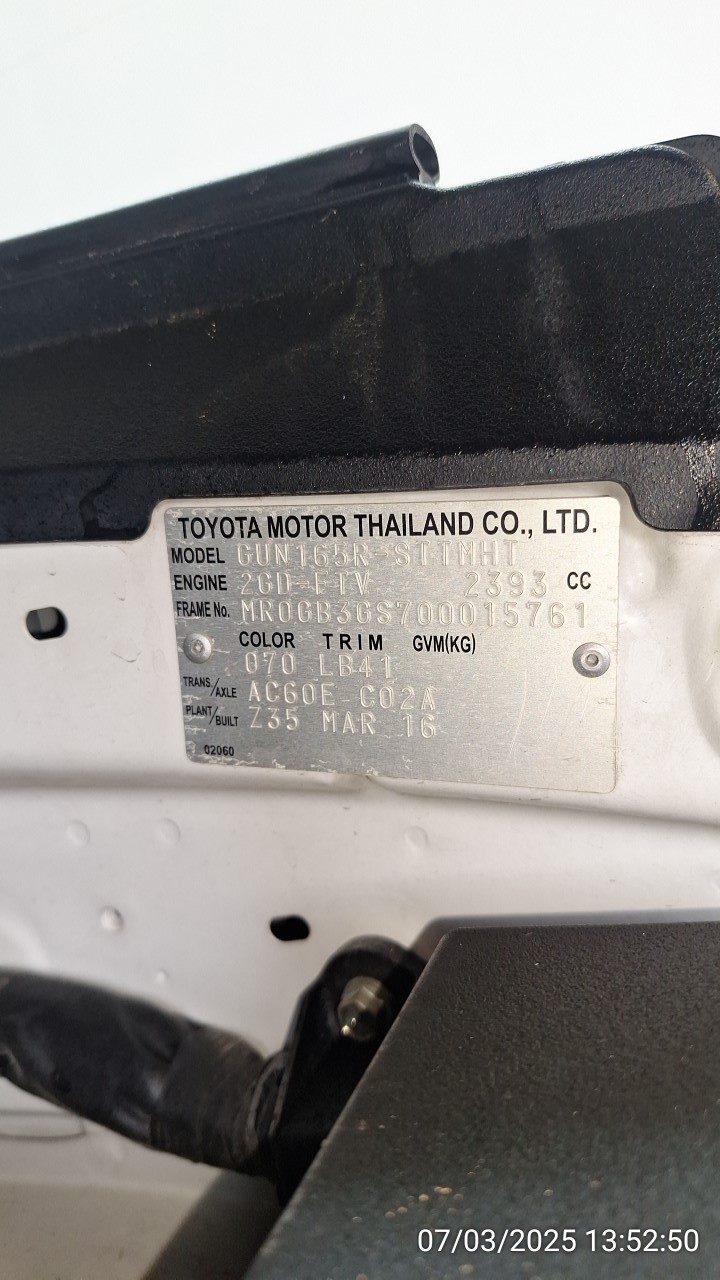 TOYOTA MOTOR THAILAND CO., LTD.
MODEL GUN165R-STTMHT
ENGINE 2GD-FTV 2393 CC
FRAME No. MR0GB3GS700015761
COLOR TRIM GVM(KG)
070 LB41
TRANS./AXLE AC60E C02A
PLANT/BUILT Z35 MAR 16
02060
07/03/2025 13:52:50